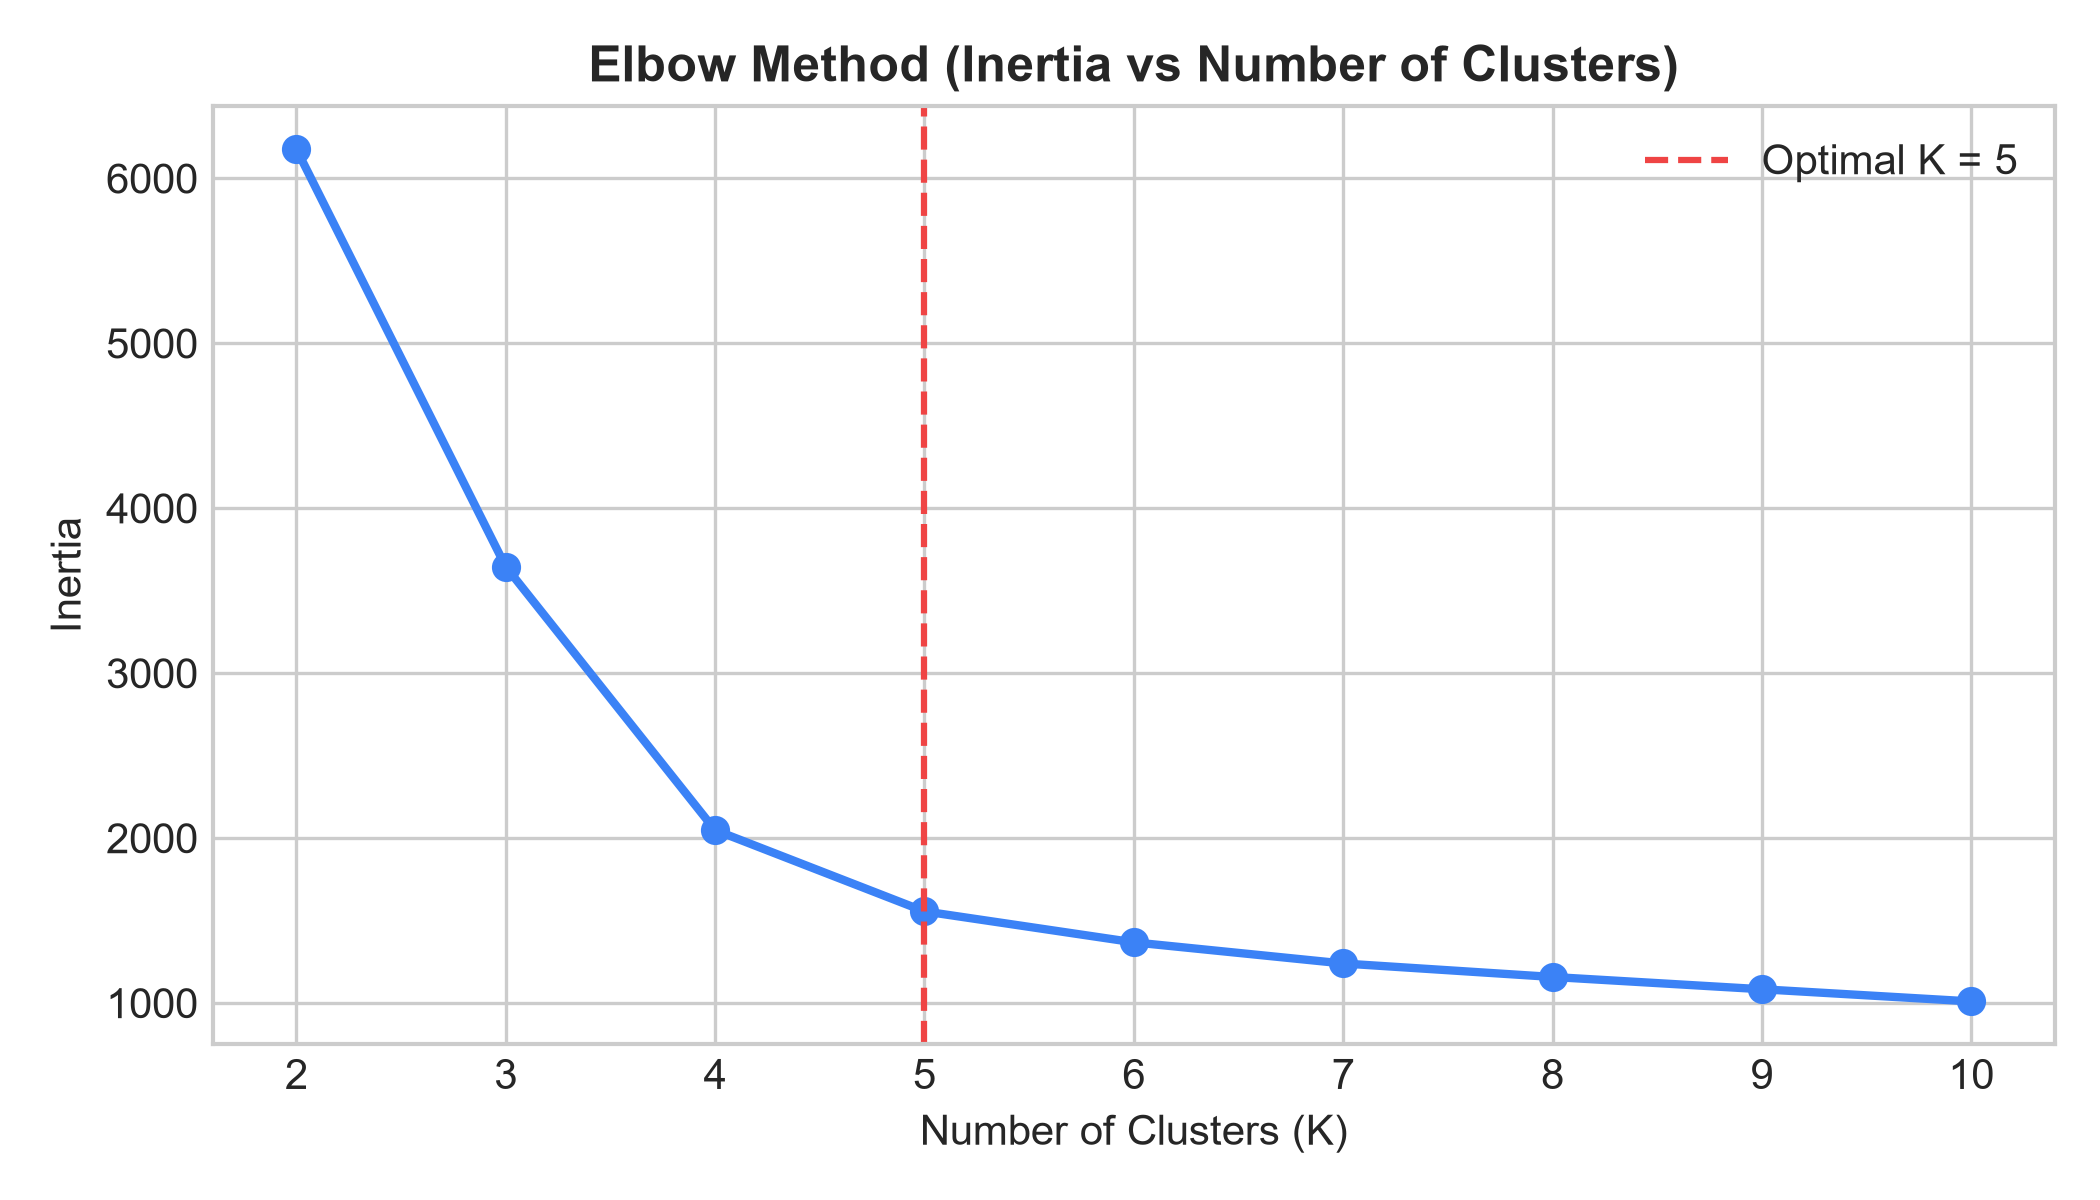 Elbow Method (Inertia vs Number of Clusters)
Optimal K = 5
6000
5000
4000
3000
2000
1000
Inertia
2 3 4 5 6 7 8 9 10
Number of Clusters (K)